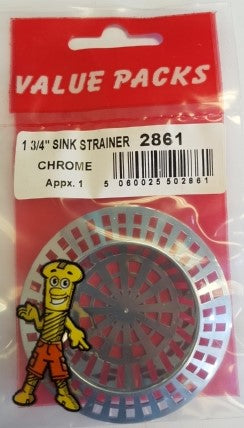 VALUE PACKS
1 3/4" SINK STRAINER 2861
CHROME
Appx. 1
5 060025 502861